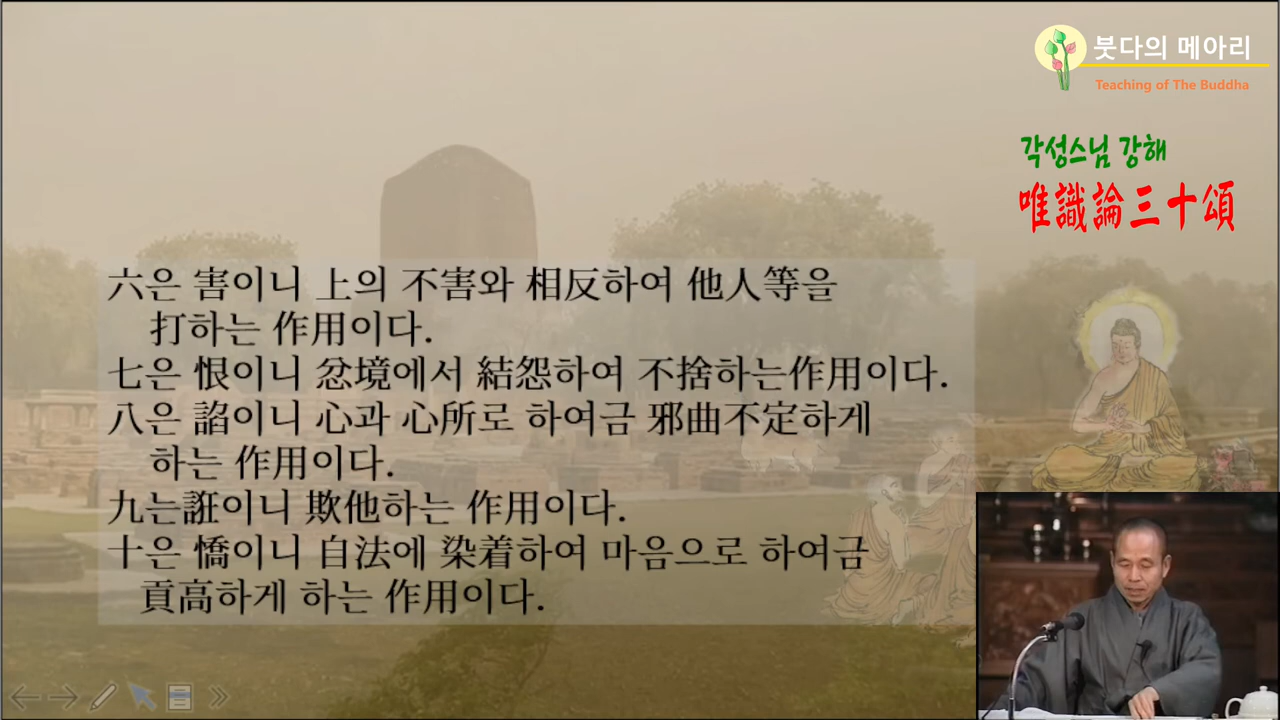 붓다의 메아리
Teaching of The Buddha
각성스님 강해
唯識論三十頌
六은 害이니 上의 不害와 相反하여 他人等을
打하는 作用이다.
七은 恨이니 忿境에서 結怨하여 不捨하는作用이다.
八은 諂이니 心과 心所로 하여금 邪曲不定하게
하는 作用이다.
九는誑이니 欺他하는 作用이다.
十은 憍이니 自法에 染着하여 마음으로 하여금
貢高하게 하는 作用이다.